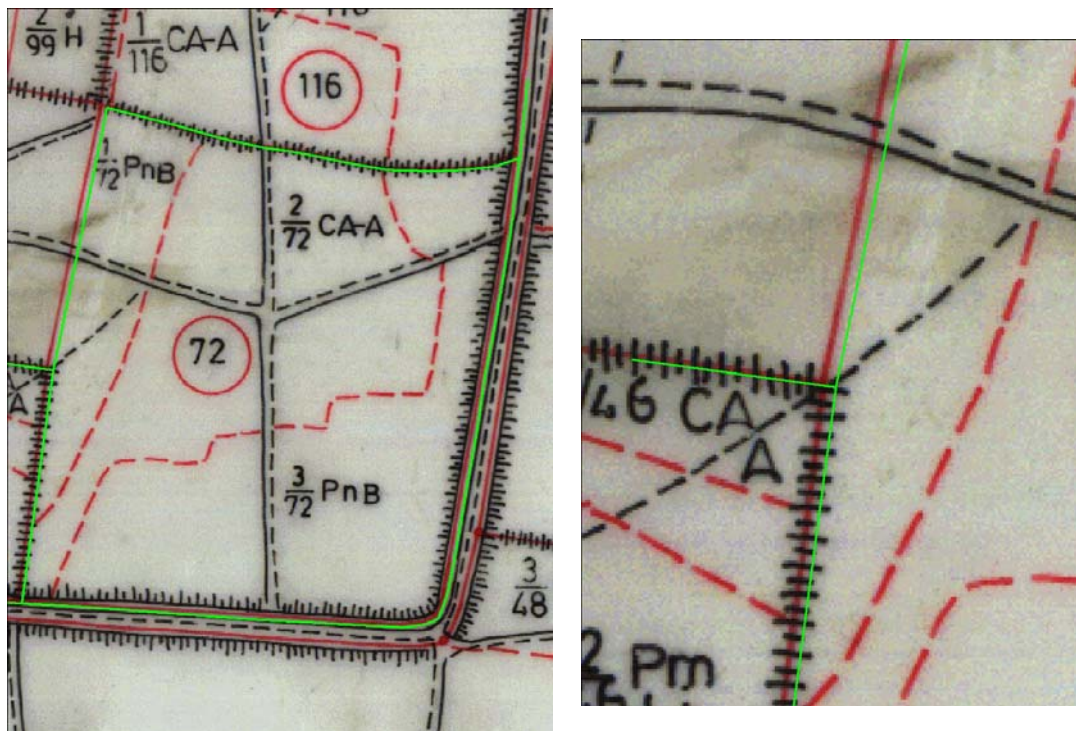 2/99 H
1/116 CA-A
116
1/72 PnB
2/72 CA-A
72
A
3/72 PnB
3/48
/46 CA
A
2 Pm